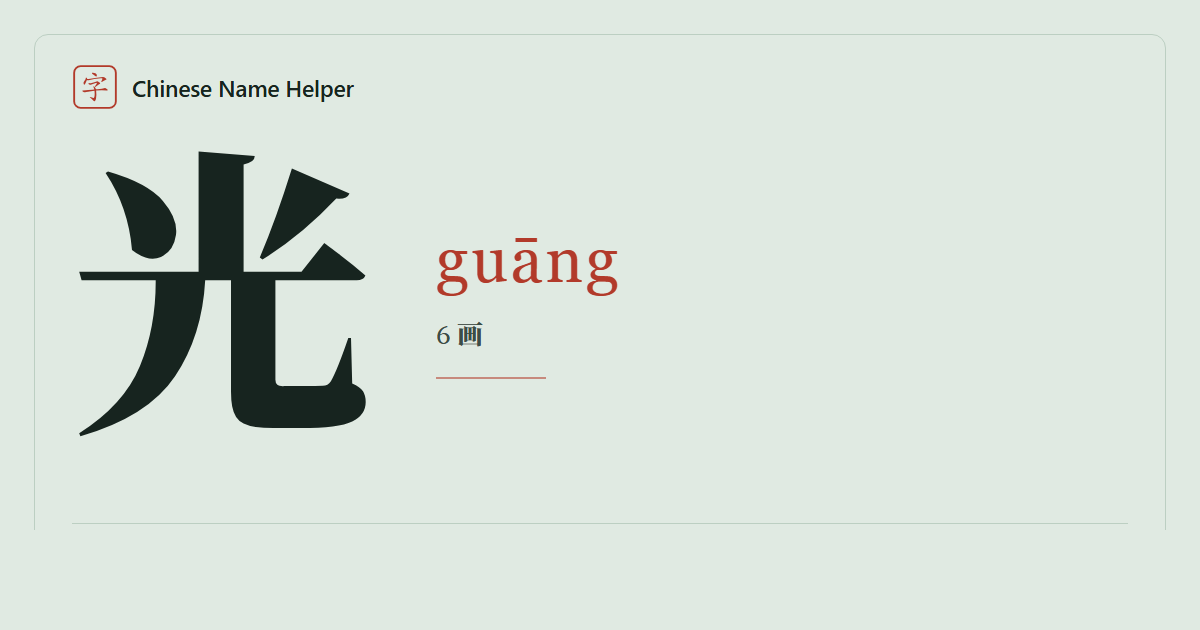 字 Chinese Name Helper
光
guāng
6 画